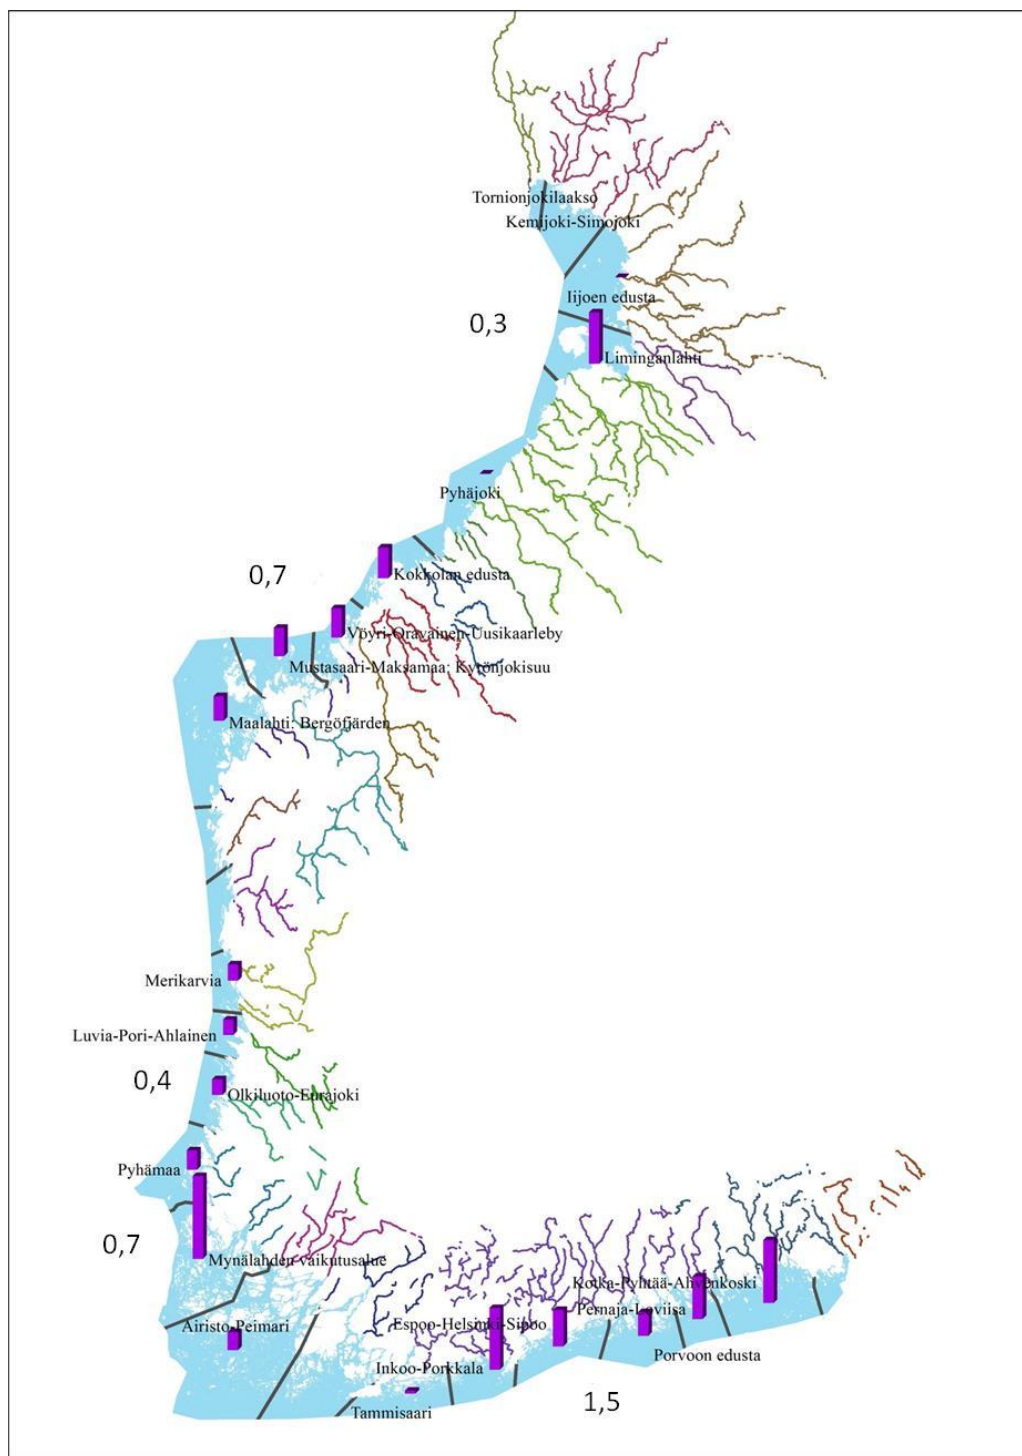 Tornionjokilaakso
Kemijoki-Simojoki
Iijoen edusta
0,3
Liminganlahti
Pyhäjoki
Kokkolan edusta
0,7
Vöyri-Oravainen-Uusikaarleby
Mustasaari-Maksamaa; Kytönjokisuu
Maalahti; Bergöfjärden
Merikarvia
Luvia-Pori-Ahlainen
0,4
Olkiluoto-Eurajoki
Pyhämaa
0,7
Mynälahden vaikutusalue
Kotka-Pyhtää-Ahvenkoski
Pernaja-Loviisa
Espoo-Helsinki-Sipoo
Airisto-Peimari
Porvoon edusta
Inkoo-Porkkala
1,5
Tammisaari